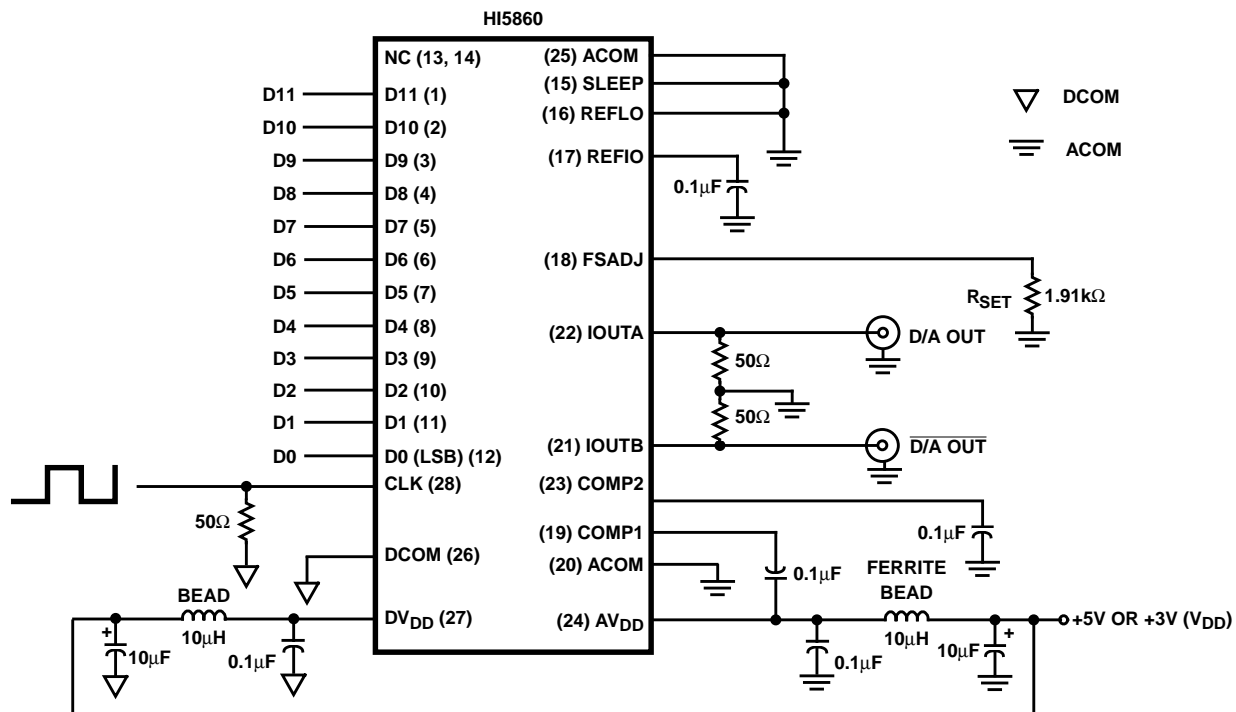 HI5860
NC (13, 14)
D11 D11 (1)
D10 D10 (2)
D9 D9 (3)
D8 D8 (4)
D7 D7 (5)
D6 D6 (6)
D5 D5 (7)
D4 D4 (8)
D3 D3 (9)
D2 D2 (10)
D1 D1 (11)
D0 D0 (LSB) (12)
CLK (28)
50Ω
DCOM (26)
BEAD
10μH
DVDD (27)
+
10μF
0.1μF
(25) ACOM
(15) SLEEP
(16) REFLO
(17) REFIO
0.1μF
(18) FSADJ
RSET 1.91kΩ
(22) IOUTA
D/A OUT
50Ω
50Ω
(21) IOUTB
D/A OUT
(23) COMP2
0.1μF
(19) COMP1
0.1μF
(20) ACOM
FERRITE
BEAD
10μH
(24) AVDD
+5V OR +3V (VDD)
0.1μF
10μF
+
DCOM
ACOM